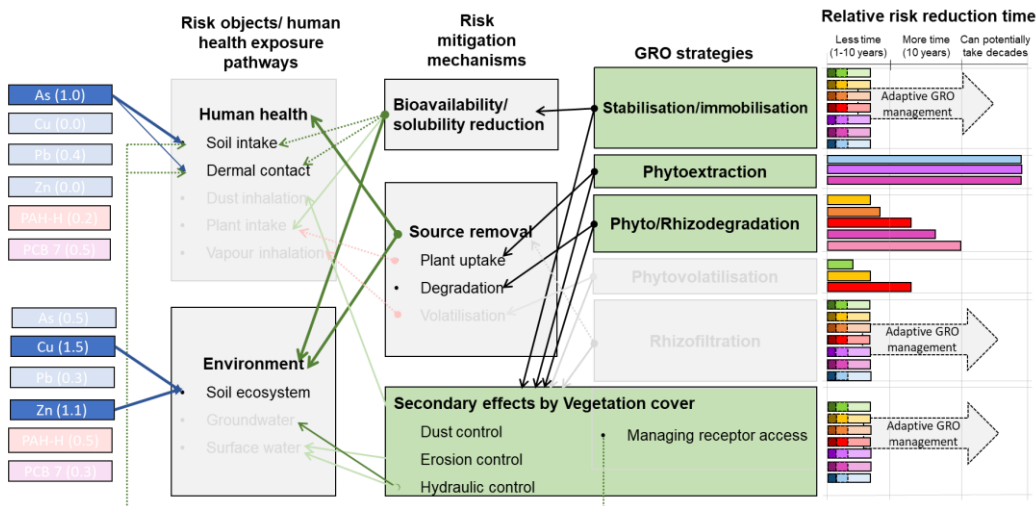 Risk objects/ human
health exposure
pathways
Risk
mitigation
mechanisms
GRO strategies
Relative risk reduction time
Less time
(1-10 years)
More time
(10 years)
Can potentially
take decades
As (1.0)
Cu (0.0)
Pb (0.4)
Zn (0.0)
PAH-H (0.2)
PCB 7 (0.5)
Human health
• Soil intake
• Dermal contact
• Dust inhalation
• Plant intake
• Vapour inhalation
Bioavailability/
solubility reduction
Source removal
• Plant uptake
• Degradation
• Volatilisation
Stabilisation/immobilisation
Phytoextraction
Phyto/Rhizodegradation
Phytovolatilisation
Rhizofiltration
Adaptive GRO
management
Adaptive GRO
management
Adaptive GRO
management
As (0.5)
Cu (1.5)
Pb (0.3)
Zn (1.1)
PAH-H (0.5)
PCB 7 (0.3)
Environment
• Soil ecosystem
• Groundwater
• Surface water
Secondary effects by Vegetation cover
Dust control
Erosion control
Hydraulic control
• Managing receptor access